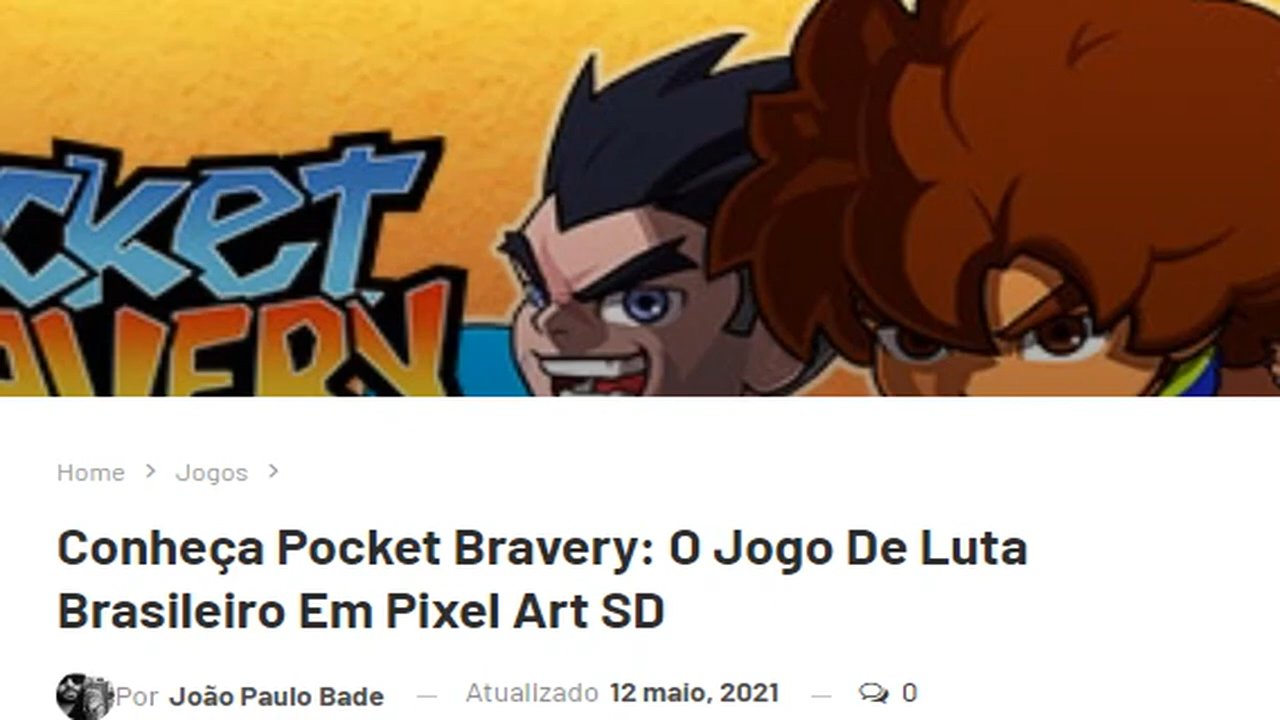 cket
AVERY
Home > Jogos >
Conheça Pocket Bravery: O Jogo De Luta
Brasileiro Em Pixel Art SD
Por João Paulo Bade — Atualizado 12 maio, 2021 — 0